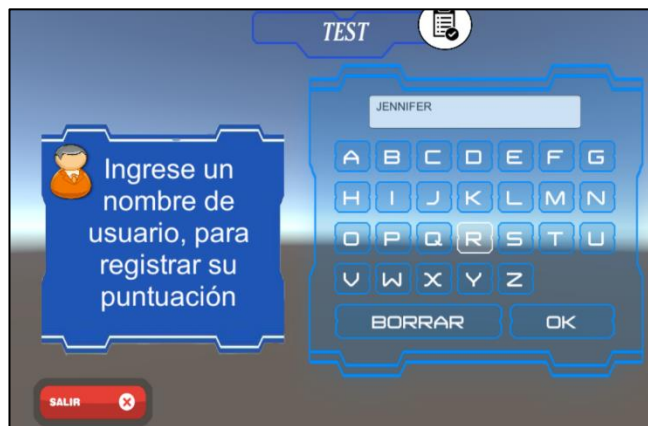 TEST
Ingrese un
nombre de
usuario, para
registrar su
puntuación
JENNIFER
A B C D E F G
H I J K L M N
O P Q R S T U
V W X Y Z
BORRAR OK
SALIR